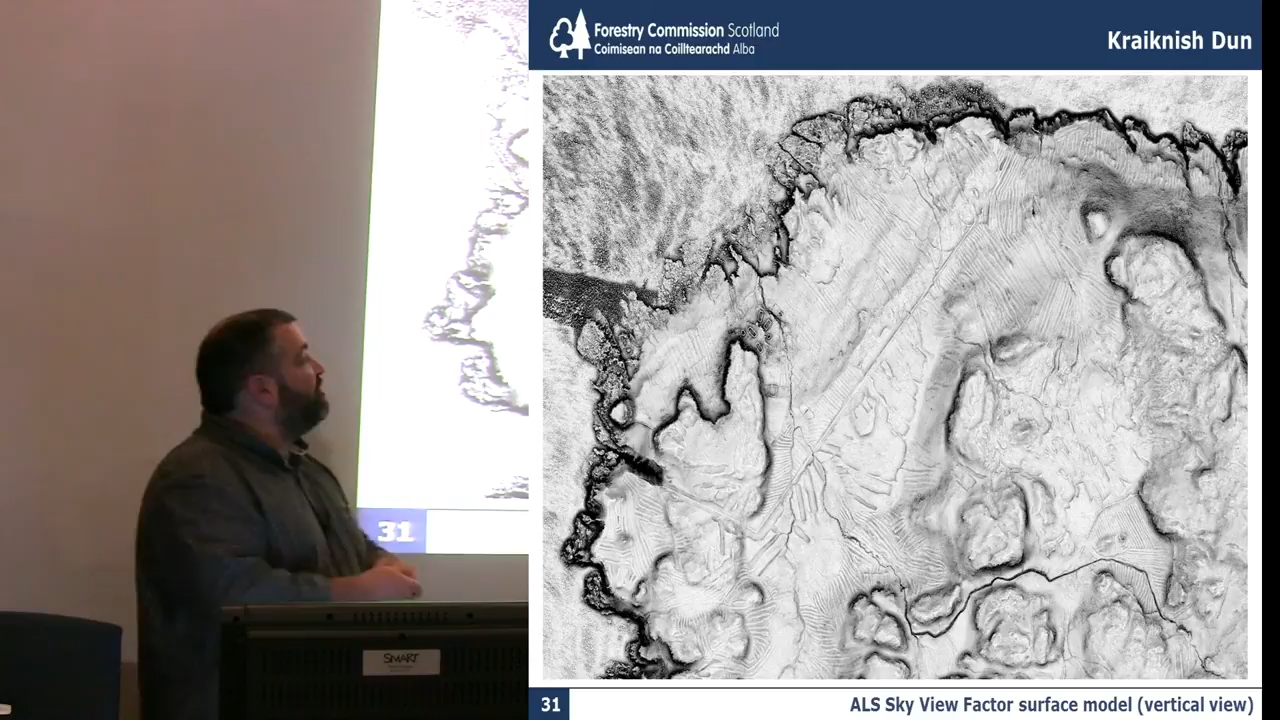 Forestry Commission Scotland
Coimisean na Coilltearachd Alba
Kraiknish Dun
31
SMART
31
ALS Sky View Factor surface model (vertical view)